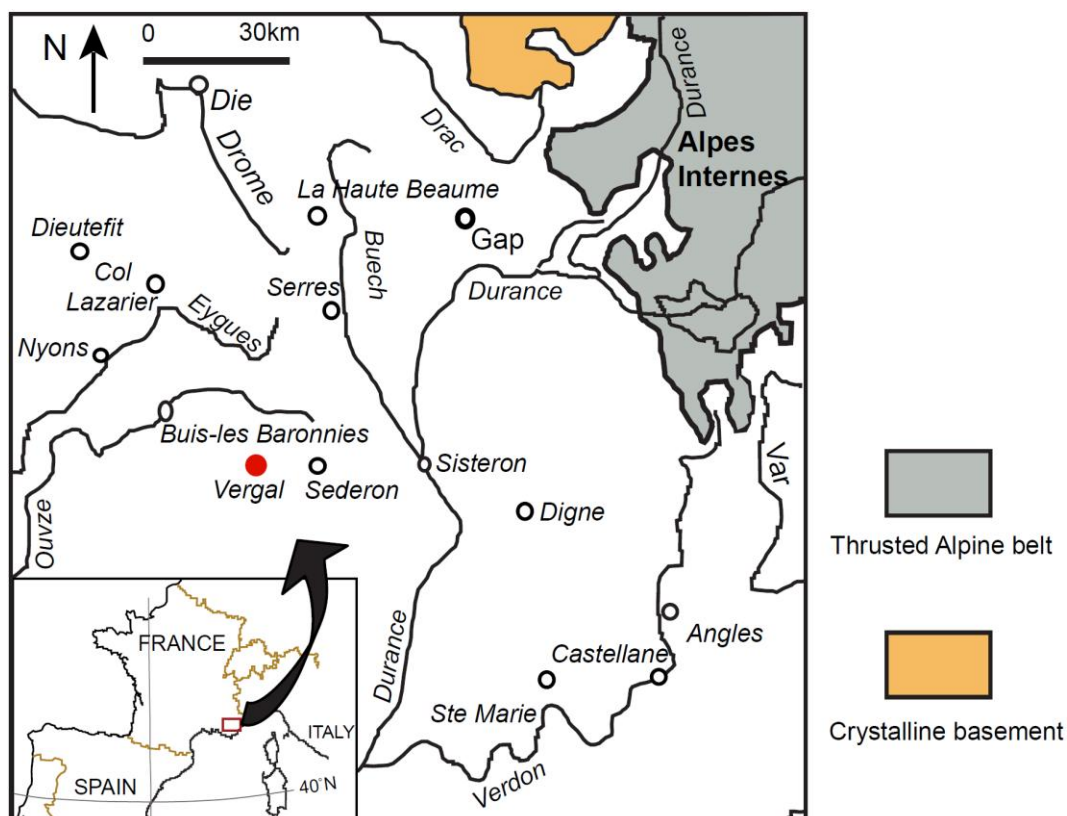 N
0 30km
Die
Drome
Drac
Durance
Alpes
Internes
La Haute Beaume
Gap
Dieutefit
Col
Lazarier
Buech
Serres
Durance
Eygues
Nyons
Buis-les Baronnies
Vergal
Sederon
Sisteron
Digne
Var
Ouvze
Thrusted Alpine belt
FRANCE
ITALY
SPAIN
40°N
Durance
Angles
Castellane
Ste Marie
Verdon
Crystalline basement